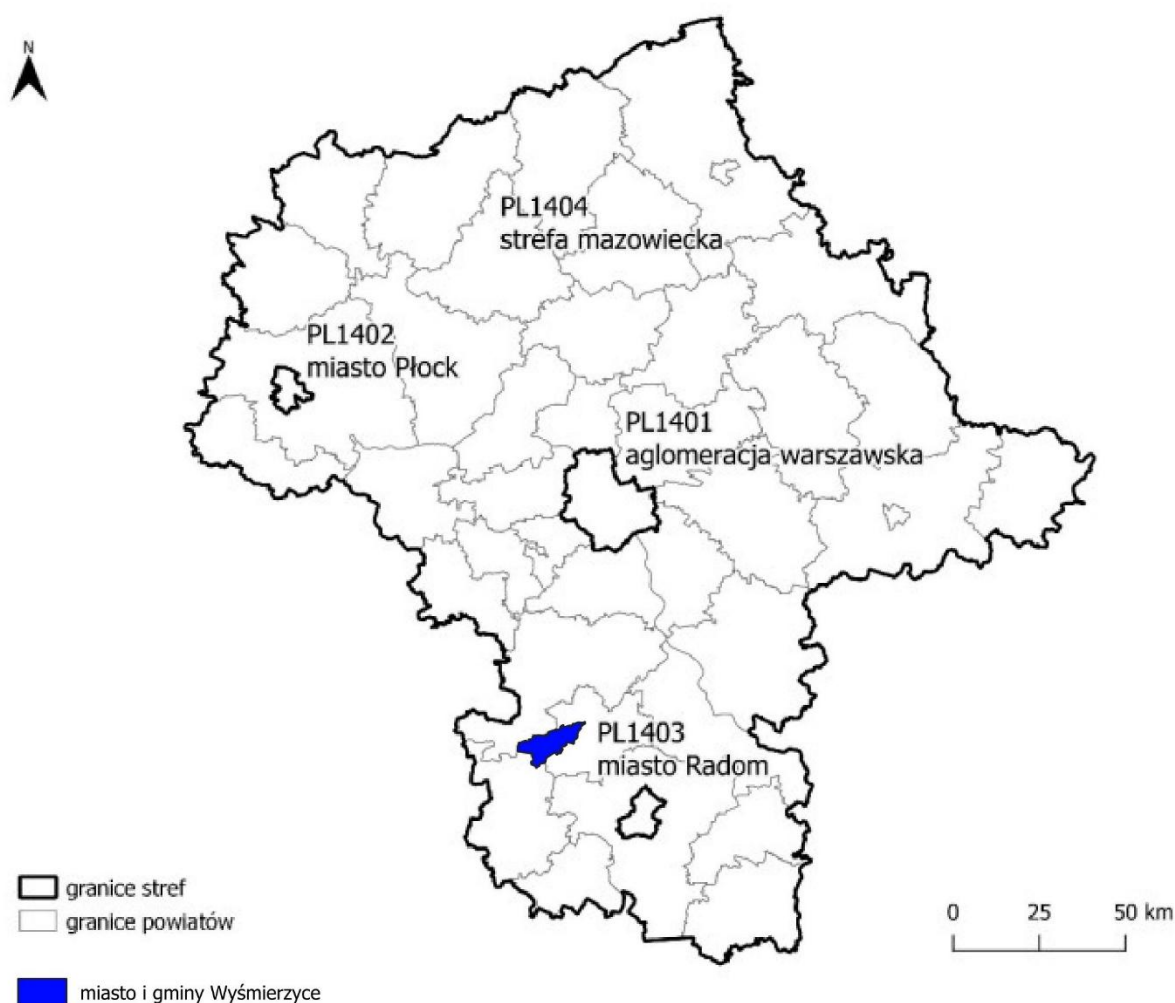 N
PL1404
strefa mazowiecka
PL1402
miasto Płock
PL1401
aglomeracja warszawska
PL1403
miasto Radom
granice stref
granice powiatów
0 25 50 km
miasto i gminy Wyśmierzyce